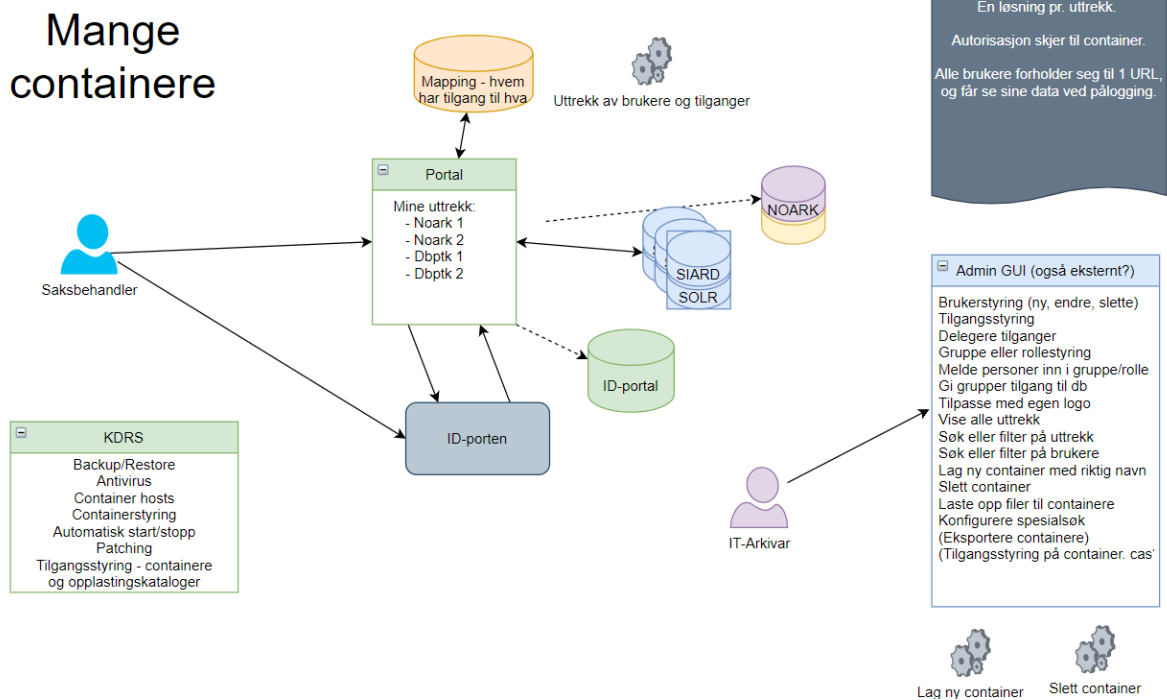 Mange
containere
Mapping - hvem
har tilgang til hva
Uttrekk av brukere og tilganger
En løsning pr. uttrekk.
Autorisasjon skjer til container.
Alle brukere forholder seg til 1 URL,
og får se sine data ved pålogging.
Portal
Mine uttrekk:
- Noark 1
- Noark 2
- Dbptk 1
- Dbptk 2
NOARK
SIARD
SOLR
Saksbehandler
ID-portal
ID-porten
KDRS
Backup/Restore
Antivirus
Container hosts
Containerstyring
Automatisk start/stopp
Patching
Tilgangsstyring - containere
og opplastingskataloger
IT-Arkivar
Admin GUI (også eksternt?)
Brukerstyring (ny, endre, slette)
Tilgangsstyring
Delegere tilganger
Gruppe eller rollestyring
Melde personer inn i gruppe/rolle
Gi grupper tilgang til db
Tilpasse med egen logo
Vise alle uttrekk
Søk eller filter på uttrekk
Søk eller filter på brukere
Lag ny container med riktig navn
Slett container
Laste opp filer til containere
Konfigurere spesialsøk
(Eksportere containere)
(Tilgangsstyring på container. cas
Lag ny container
Slett container